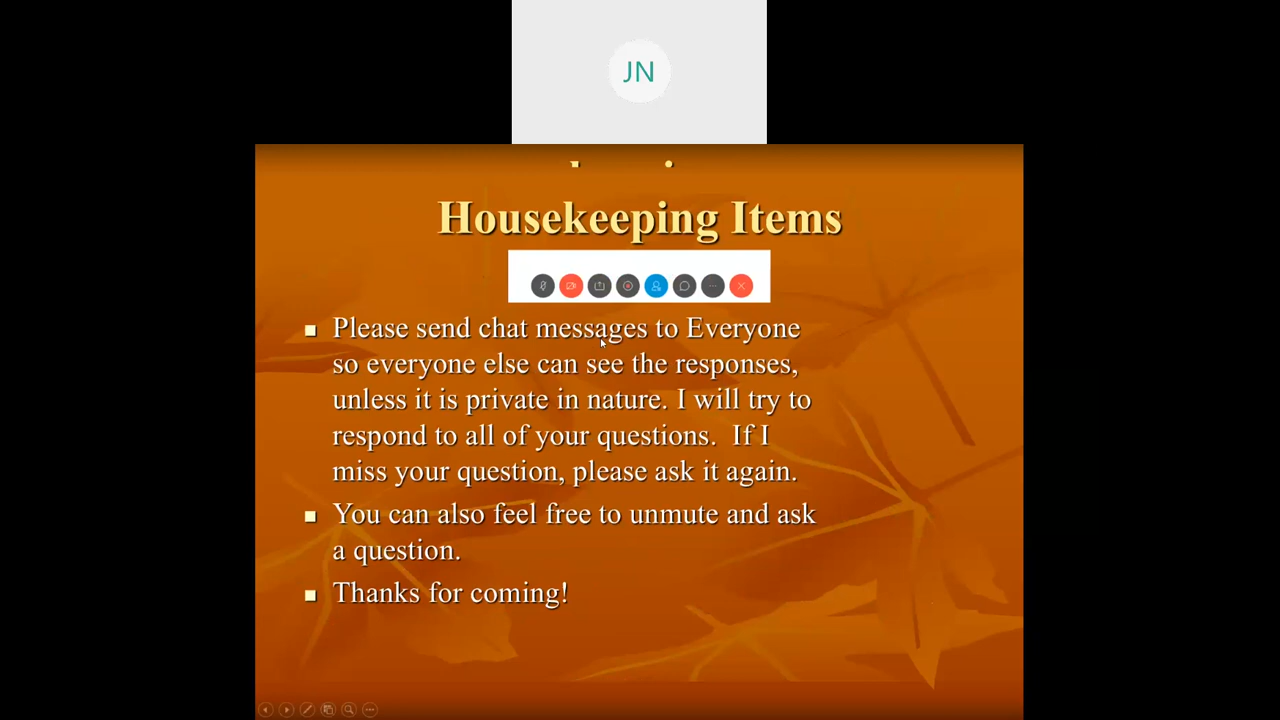 JN
Housekeeping Items
Please send chat messages to Everyone
so everyone else can see the responses,
unless it is private in nature. I will try to
respond to all of your questions.  If I
miss your question, please ask it again.
You can also feel free to unmute and ask
a question.
Thanks for coming!